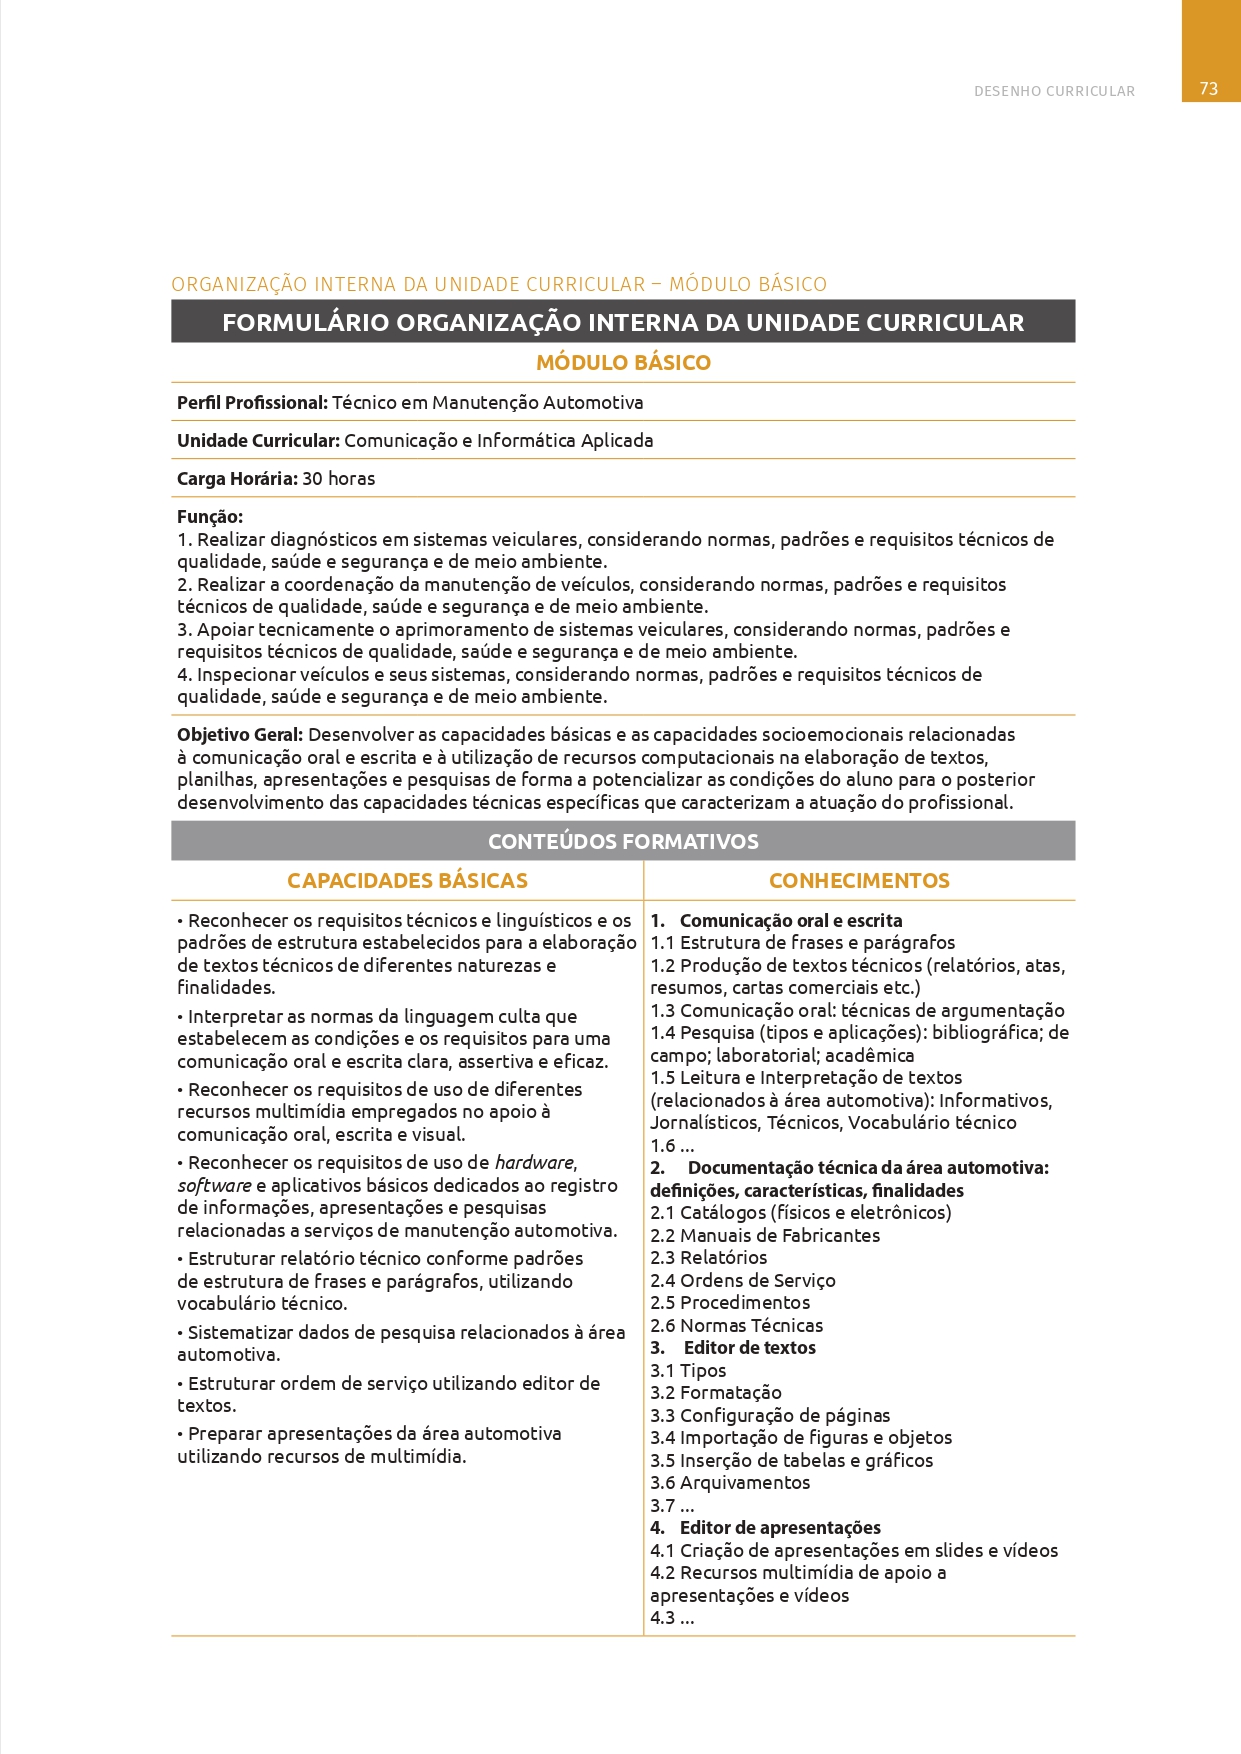 DESENHO CURRICULAR
73
ORGANIZAÇÃO INTERNA DA UNIDADE CURRICULAR – MÓDULO BÁSICO
FORMULÁRIO ORGANIZAÇÃO INTERNA DA UNIDADE CURRICULAR
MÓDULO BÁSICO
Perfil Profissional: Técnico em Manutenção Automotiva
Unidade Curricular: Comunicação e Informática Aplicada
Carga Horária: 30 horas
Função:
1. Realizar diagnósticos em sistemas veiculares, considerando normas, padrões e requisitos técnicos de
qualidade, saúde e segurança e de meio ambiente.
2. Realizar a coordenação da manutenção de veículos, considerando normas, padrões e requisitos
técnicos de qualidade, saúde e segurança e de meio ambiente.
3. Apoiar tecnicamente o aprimoramento de sistemas veiculares, considerando normas, padrões e
requisitos técnicos de qualidade, saúde e segurança e de meio ambiente.
4. Inspecionar veículos e seus sistemas, considerando normas, padrões e requisitos técnicos de
qualidade, saúde e segurança e de meio ambiente.
Objetivo Geral: Desenvolver as capacidades básicas e as capacidades socioemocionais relacionadas
à comunicação oral e escrita e à utilização de recursos computacionais na elaboração de textos,
planilhas, apresentações e pesquisas de forma a potencializar as condições do aluno para o posterior
desenvolvimento das capacidades técnicas específicas que caracterizam a atuação do profissional.
CONTEÚDOS FORMATIVOS
CAPACIDADES BÁSICAS
• Reconhecer os requisitos técnicos e linguísticos e os
padrões de estrutura estabelecidos para a elaboração
de textos técnicos de diferentes naturezas e
finalidades.
• Interpretar as normas da linguagem culta que
estabelecem as condições e os requisitos para uma
comunicação oral e escrita clara, assertiva e eficaz.
• Reconhecer os requisitos de uso de diferentes
recursos multimídia empregados no apoio à
comunicação oral, escrita e visual.
• Reconhecer os requisitos de uso de hardware,
software e aplicativos básicos dedicados ao registro
de informações, apresentações e pesquisas
relacionadas a serviços de manutenção automotiva.
• Estruturar relatório técnico conforme padrões
de estrutura de frases e parágrafos, utilizando
vocabulário técnico.
• Sistematizar dados de pesquisa relacionados à área
automotiva.
• Estruturar ordem de serviço utilizando editor de
textos.
• Preparar apresentações da área automotiva
utilizando recursos de multimídia.
CONHECIMENTOS
1. Comunicação oral e escrita
1.1 Estrutura de frases e parágrafos
1.2 Produção de textos técnicos (relatórios, atas,
resumos, cartas comerciais etc.)
1.3 Comunicação oral: técnicas de argumentação
1.4 Pesquisa (tipos e aplicações): bibliográfica; de
campo; laboratorial; acadêmica
1.5 Leitura e Interpretação de textos
(relacionados à área automotiva): Informativos,
Jornalísticos, Técnicos, Vocabulário técnico
1.6 ...
2. Documentação técnica da área automotiva:
definições, características, finalidades
2.1 Catálogos (físicos e eletrônicos)
2.2 Manuais de Fabricantes
2.3 Relatórios
2.4 Ordens de Serviço
2.5 Procedimentos
2.6 Normas Técnicas
3. Editor de textos
3.1 Tipos
3.2 Formatação
3.3 Configuração de páginas
3.4 Importação de figuras e objetos
3.5 Inserção de tabelas e gráficos
3.6 Arquivamentos
3.7 ...
4. Editor de apresentações
4.1 Criação de apresentações em slides e vídeos
4.2 Recursos multimídia de apoio a
apresentações e vídeos
4.3 ...